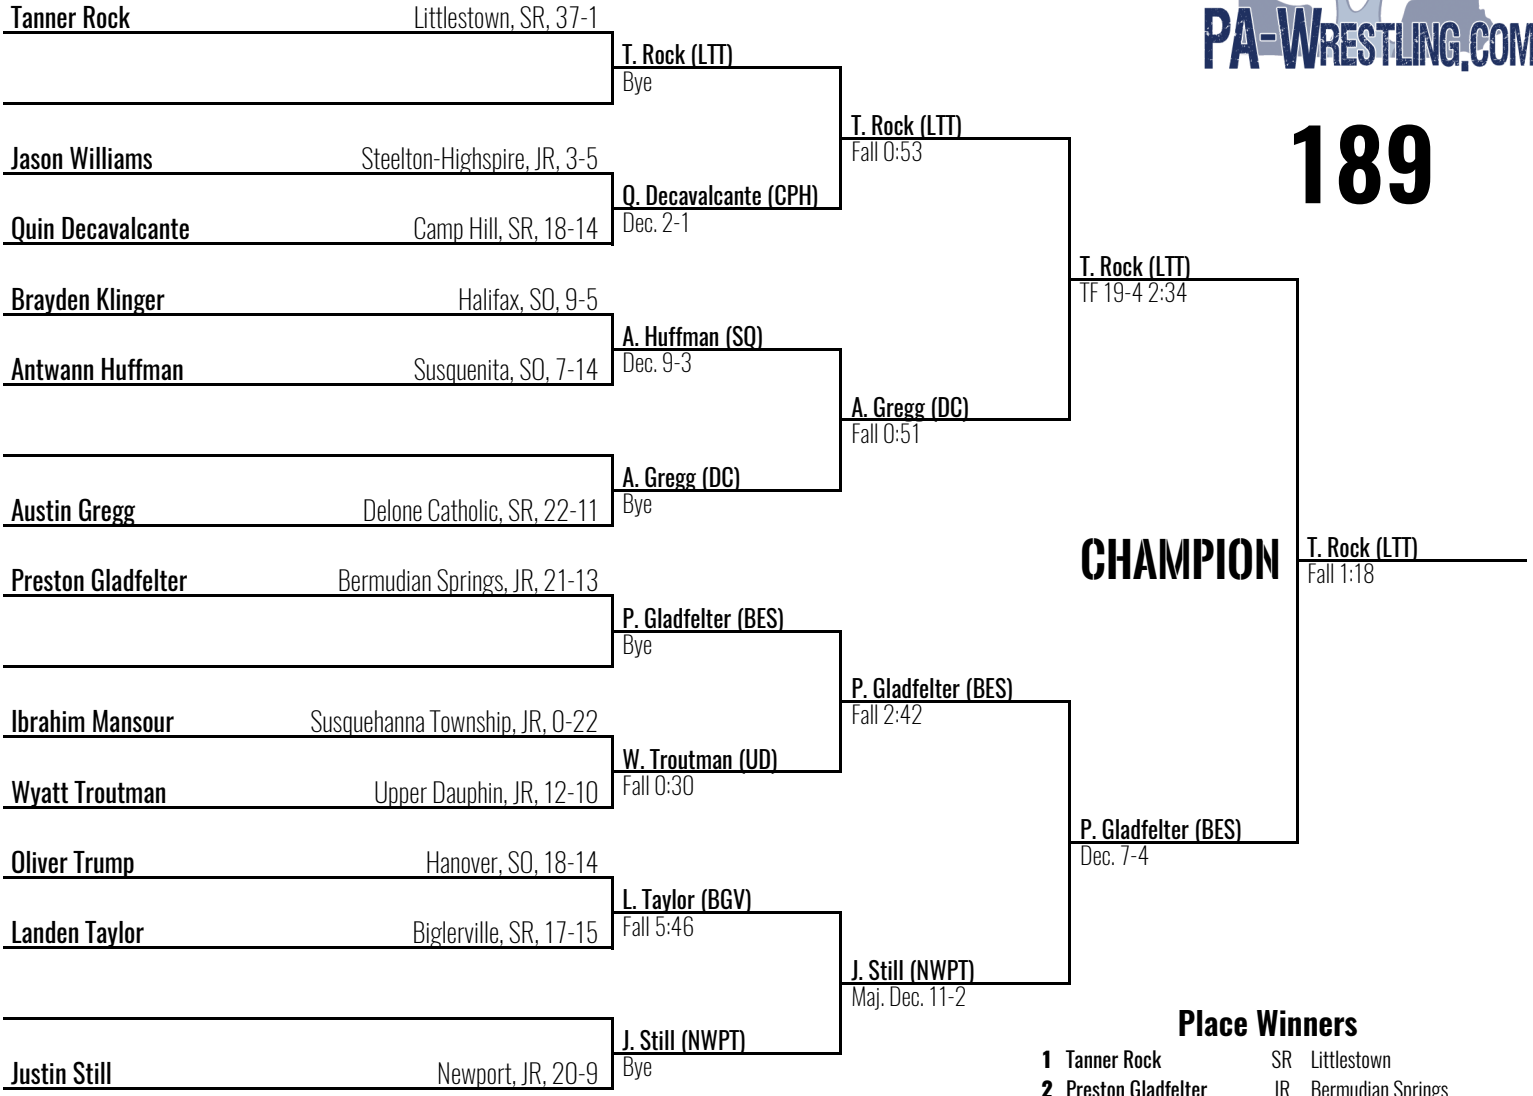 Tanner Rock Littlestown, SR, 37-1
PA-WRESTLING.COM
T. Rock (LTT)
Bye
T. Rock (LTT)
Fall 0:53
189
Jason Williams Steelton-Highspire, JR, 3-5
Q. Decavalcante (CPH)
Dec. 2-1
Quin Decavalcante Camp Hill, SR, 18-14
T. Rock (LTT)
TF 19-4 2:34
Brayden Klinger Halifax, SO, 9-5
A. Huffman (SQ)
Dec. 9-3
Antwann Huffman Susquenita, SO, 7-14
A. Gregg (DC)
Fall 0:51
A. Gregg (DC)
Bye
Austin Gregg Delone Catholic, SR, 22-11
CHAMPION
T. Rock (LTT)
Fall 1:18
Preston Gladfelter Bermudian Springs, JR, 21-13
P. Gladfelter (BES)
Bye
P. Gladfelter (BES)
Fall 2:42
Ibrahim Mansour Susquehanna Township, JR, 0-22
W. Troutman (UD)
Fall 0:30
Wyatt Troutman Upper Dauphin, JR, 12-10
P. Gladfelter (BES)
Dec. 7-4
Oliver Trump Hanover, SO, 18-14
L. Taylor (BGV)
Fall 5:46
Landen Taylor Biglerville, SR, 17-15
J. Still (NWPT)
Maj. Dec. 11-2
J. Still (NWPT)
Bye
Justin Still Newport, JR, 20-9
Place Winners
1 Tanner Rock SR Littlestown
2 Preston Gladfelter JR Bermudian Springs